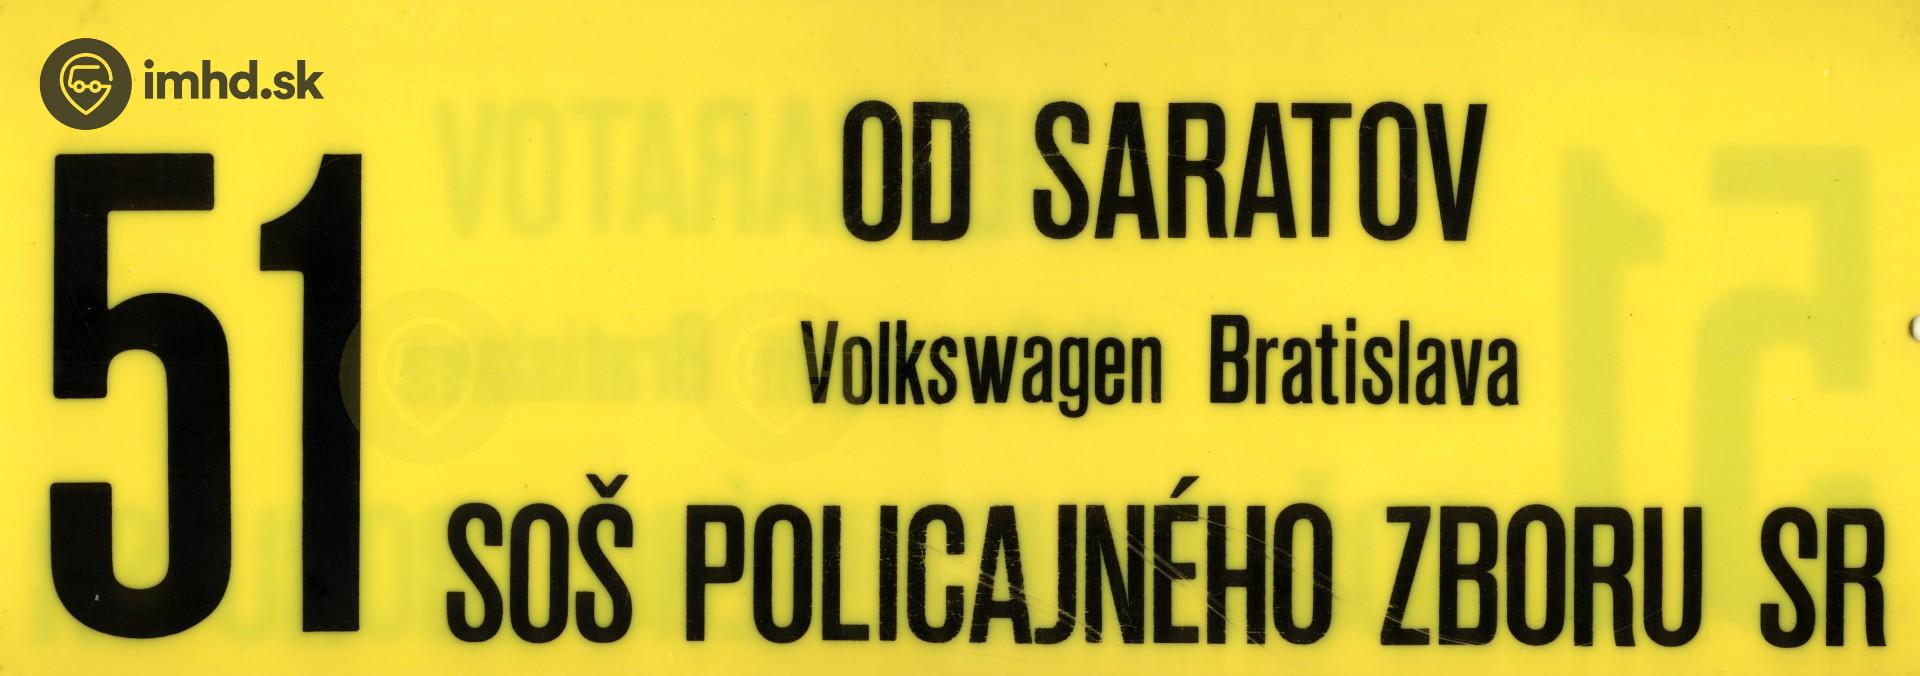 imhd.sk
51
OD SARATOV
Volkswagen Bratislava
SOŠ POLICAJNÉHO ZBORU SR